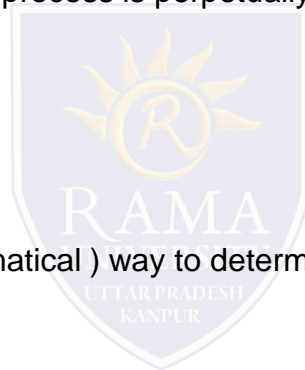 process is perpetually
R
RAMA
UNIVERSITY
matical ) way to determ
UTTAR PRADESH
KANPUR